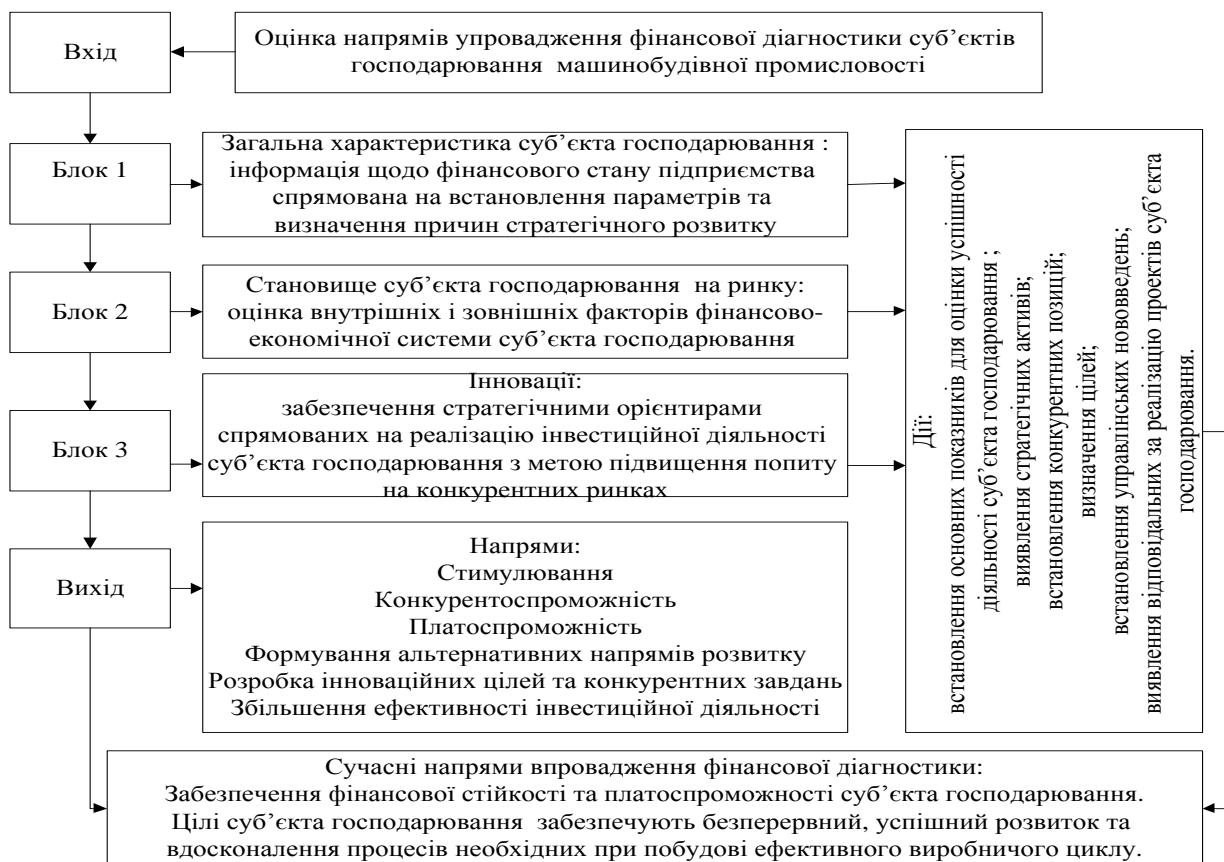 Вхід
Оцінка напрямів упровадження фінансової діагностики суб’єктів
господарювання машинобудівної промисловості
Блок 1
Загальна характеристика суб’єкта господарювання :
інформація щодо фінансового стану підприємства
спрямована на встановлення параметрів та
визначення причин стратегічного розвитку
Блок 2
Становище суб’єкта господарювання на ринку:
оцінка внутрішніх і зовнішніх факторів фінансово-
економічної системи суб’єкта господарювання
Блок 3
Інновації:
забезпечення стратегічними орієнтирами
спрямованих на реалізацію інвестиційної діяльності
суб’єкта господарювання з метою підвищення попиту
на конкурентних ринках
Вихід
Напрями:
Стимулювання
Конкурентоспроможність
Платоспроможність
Формування альтернативних напрямів розвитку
Розробка інноваційних цілей та конкурентних завдань
Збільшення ефективності інвестиційної діяльності
Дії:
встановлення основних показників для оцінки успішності
діяльності суб’єкта господарювання ;
виявлення стратегічних активів;
встановлення конкурентних позицій;
визначення цілей;
встановлення управлінських нововведень;
виявлення відповідальних за реалізацію проектів суб’єкта
господарювання.
Сучасні напрями впровадження фінансової діагностики:
Забезпечення фінансової стійкості та платоспроможності суб’єкта господарювання.
Цілі суб’єкта господарювання забезпечують безперервний, успішний розвиток та
вдосконалення процесів необхідних при побудові ефективного виробничого циклу.